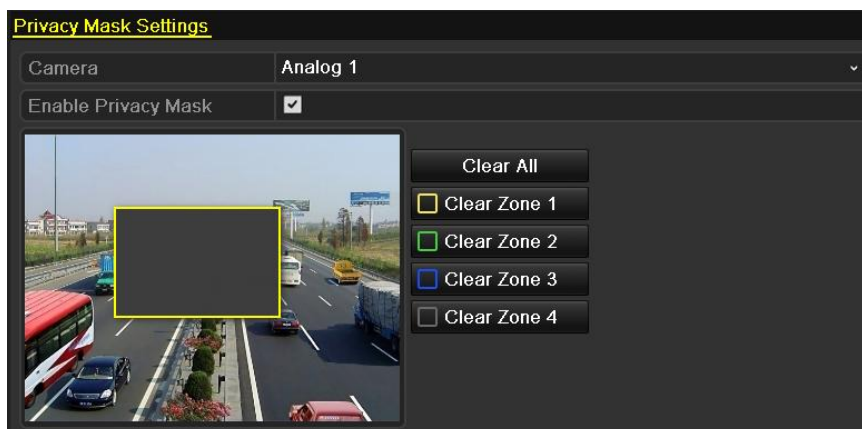 Privacy Mask Settings
Camera Analog 1
Enable Privacy Mask
Clear All
Clear Zone 1
Clear Zone 2
Clear Zone 3
Clear Zone 4